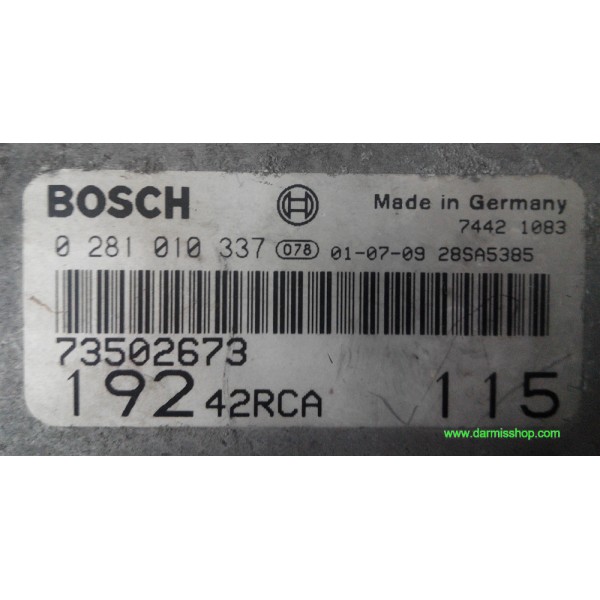 BOSCH Made in Germany
7442 1083
0 281 010 337 078 01-07-09 28SA5385
73502673
192 42RCA 115
www.darmisshop.com